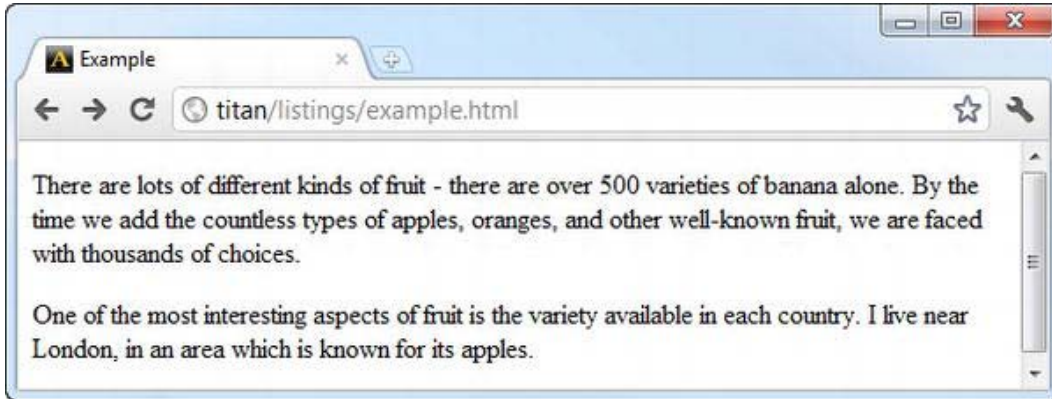 A Example
titan/listings/example.html
There are lots of different kinds of fruit - there are over 500 varieties of banana alone. By the
time we add the countless types of apples, oranges, and other well-known fruit, we are faced
with thousands of choices.
One of the most interesting aspects of fruit is the variety available in each country. I live near
London, in an area which is known for its apples.